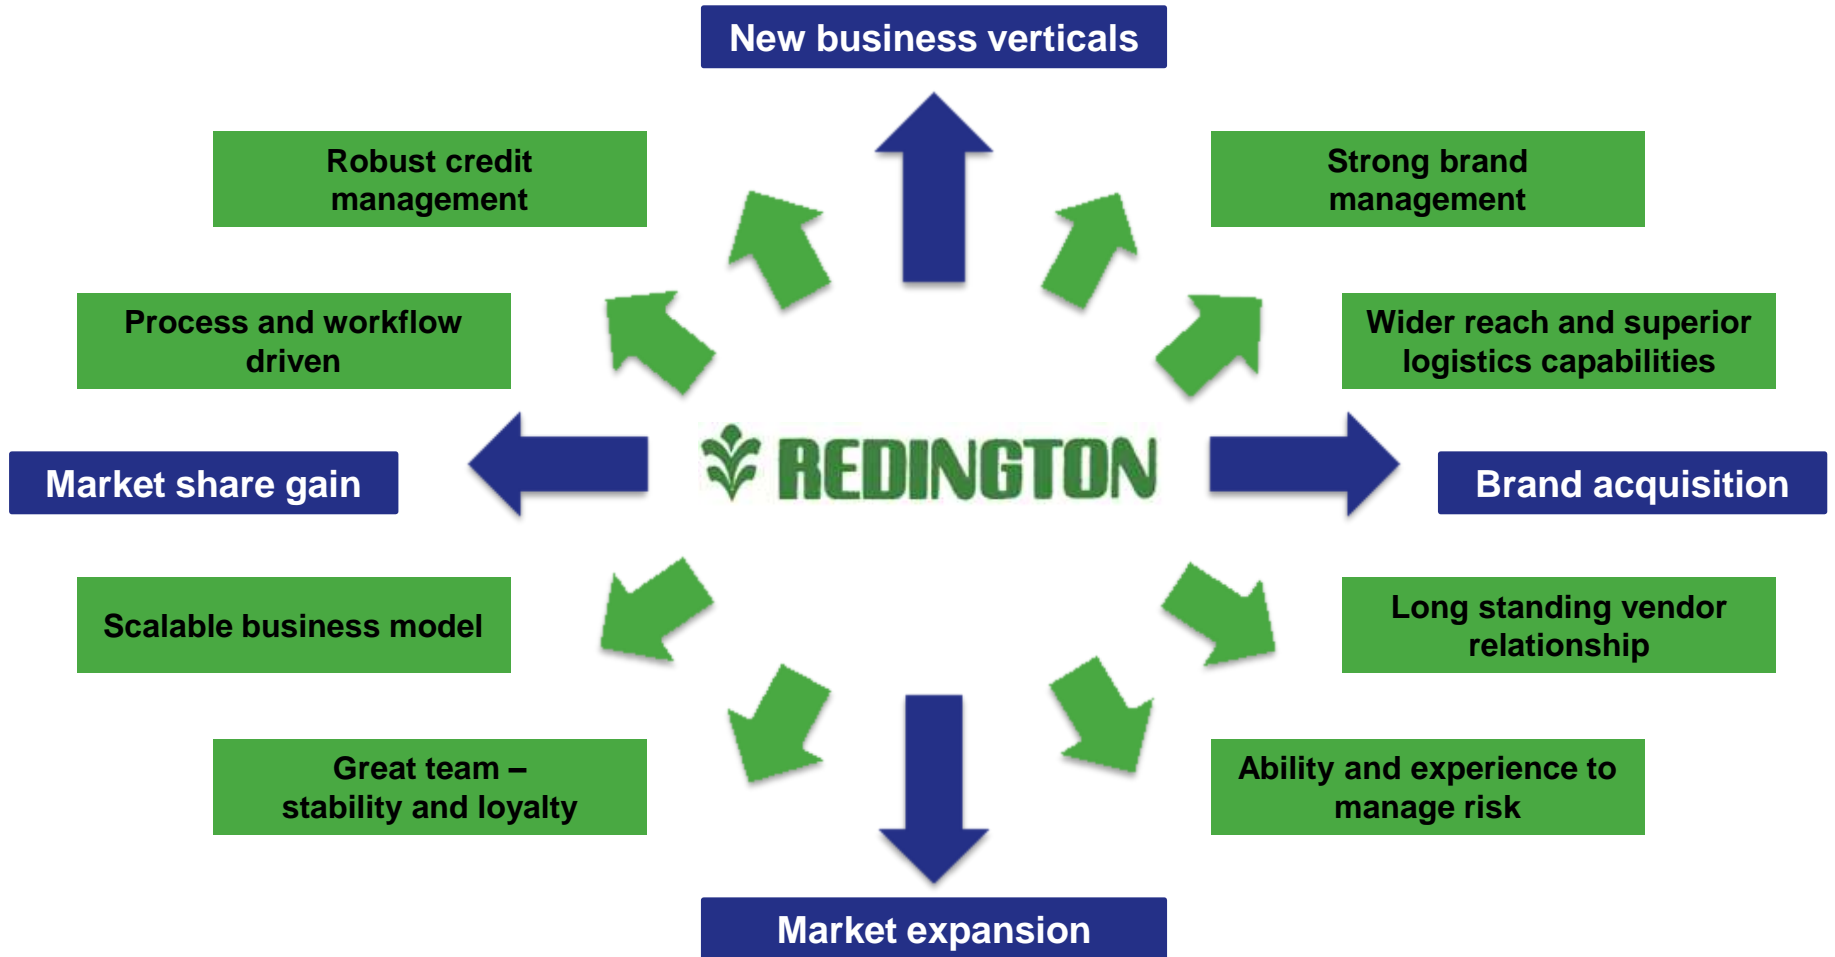 New business verticals
Robust credit
management
Strong brand
management
Process and workflow
driven
Wider reach and superior
logistics capabilities
REDINGTON
Market share gain
Brand acquisition
Scalable business model
Long standing vendor
relationship
Great team –
stability and loyalty
Ability and experience to
manage risk
Market expansion